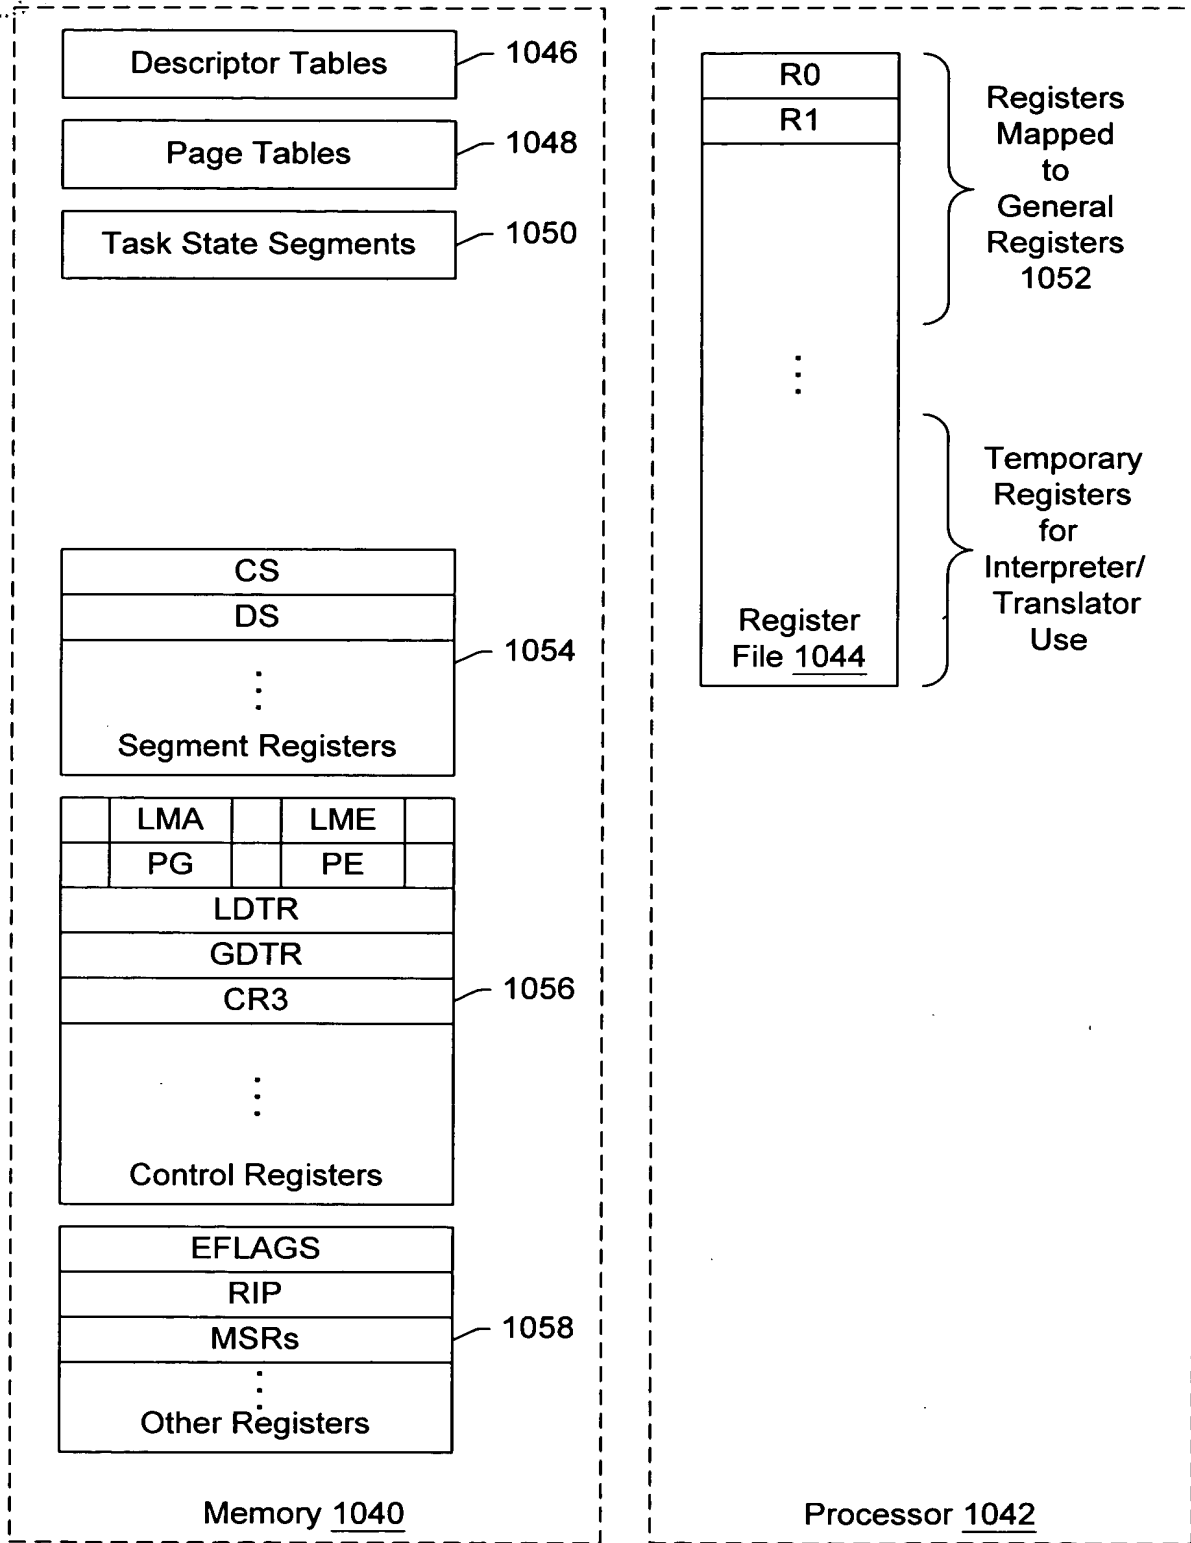 Descriptor Tables
1046
Page Tables
1048
Task State Segments
1050
CS
DS
1054
Segment Registers
LMA
LME
PG
PE
LDTR
GDTR
CR3
1056
Control Registers
EFLAGS
RIP
MSRs
1058
Other Registers
Memory 1040
R0
R1
Registers
Mapped
to
General
Registers
1052
Temporary
Registers
for
Interpreter/
Translator
Use
Register
File 1044
Processor 1042